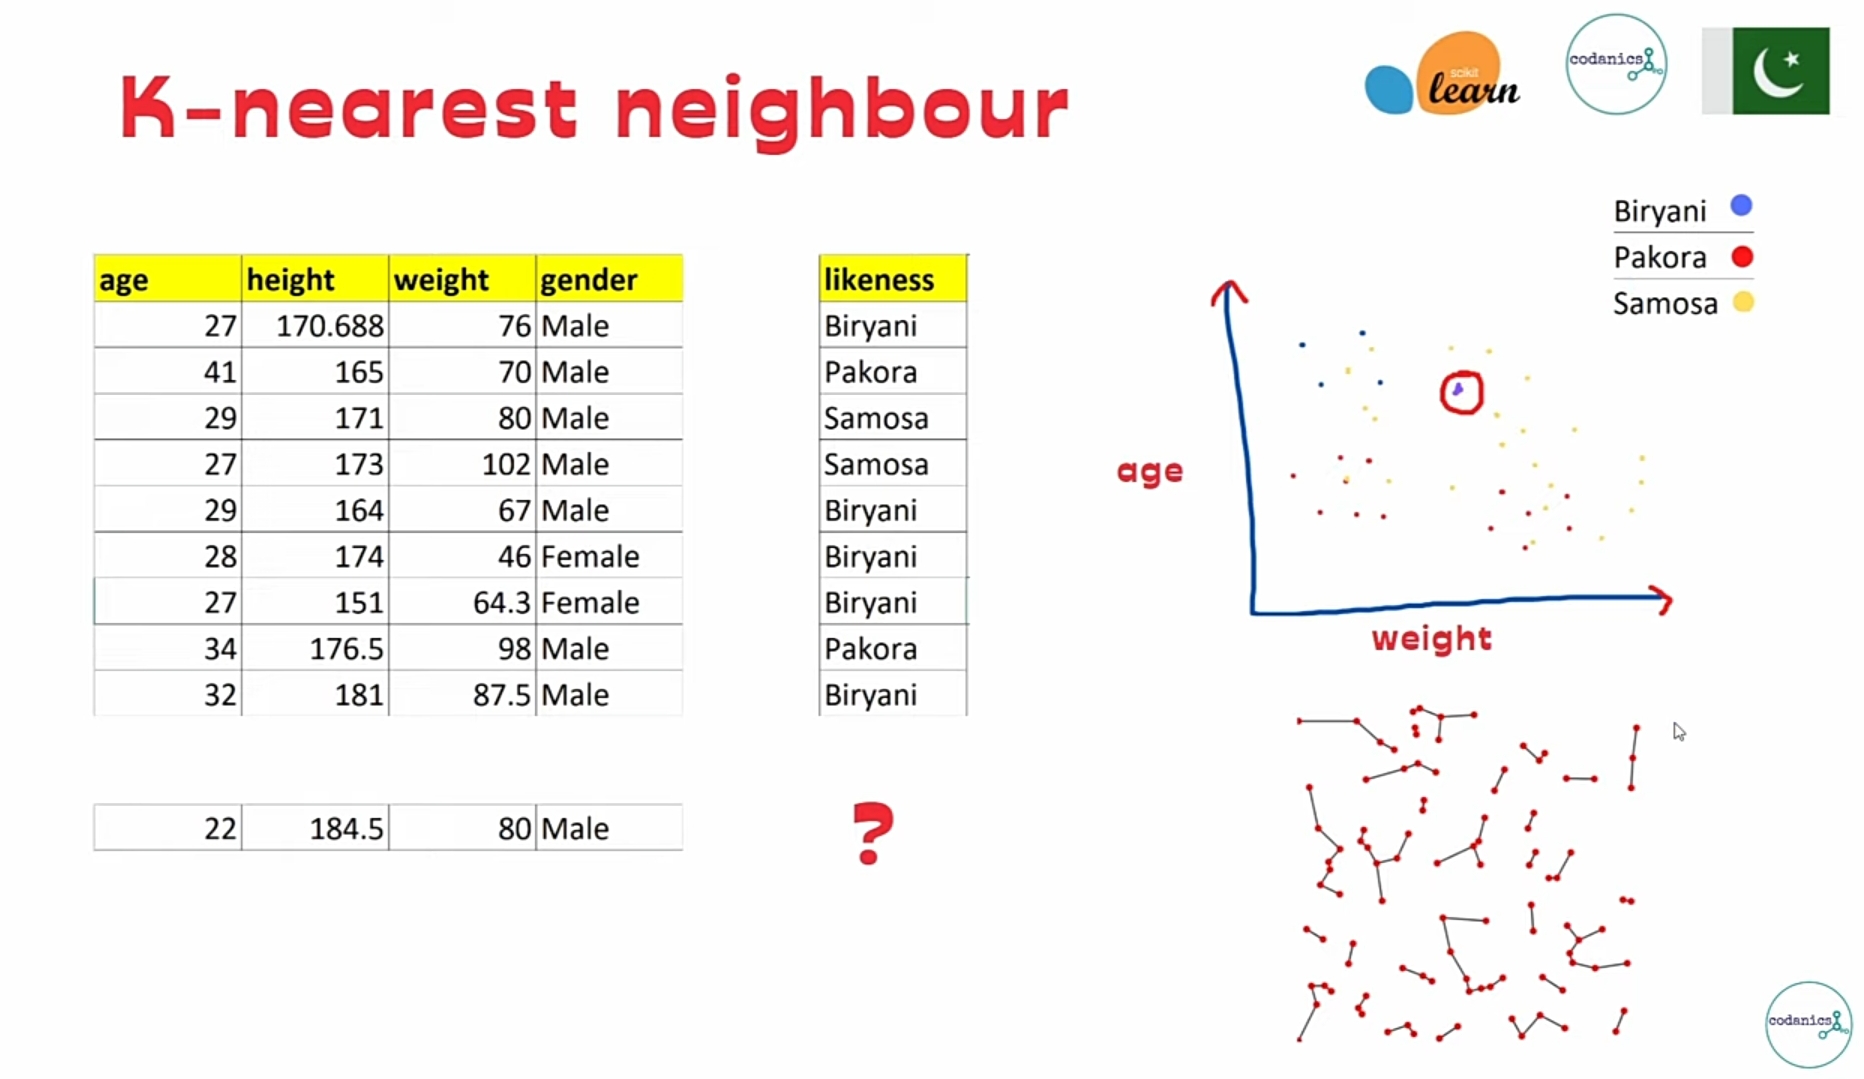 K-nearest neighbour
scikit
learn
codanics
Biryani
Pakora
Samosa
age height weight gender likeness
27 170.688 76 Male Biryani
41 165 70 Male Pakora
29 171 80 Male Samosa
27 173 102 Male Samosa
29 164 67 Male Biryani
28 174 46 Female Biryani
27 151 64.3 Female Biryani
34 176.5 98 Male Pakora
32 181 87.5 Male Biryani
22 184.5 80 Male ?
age
weight
codanics